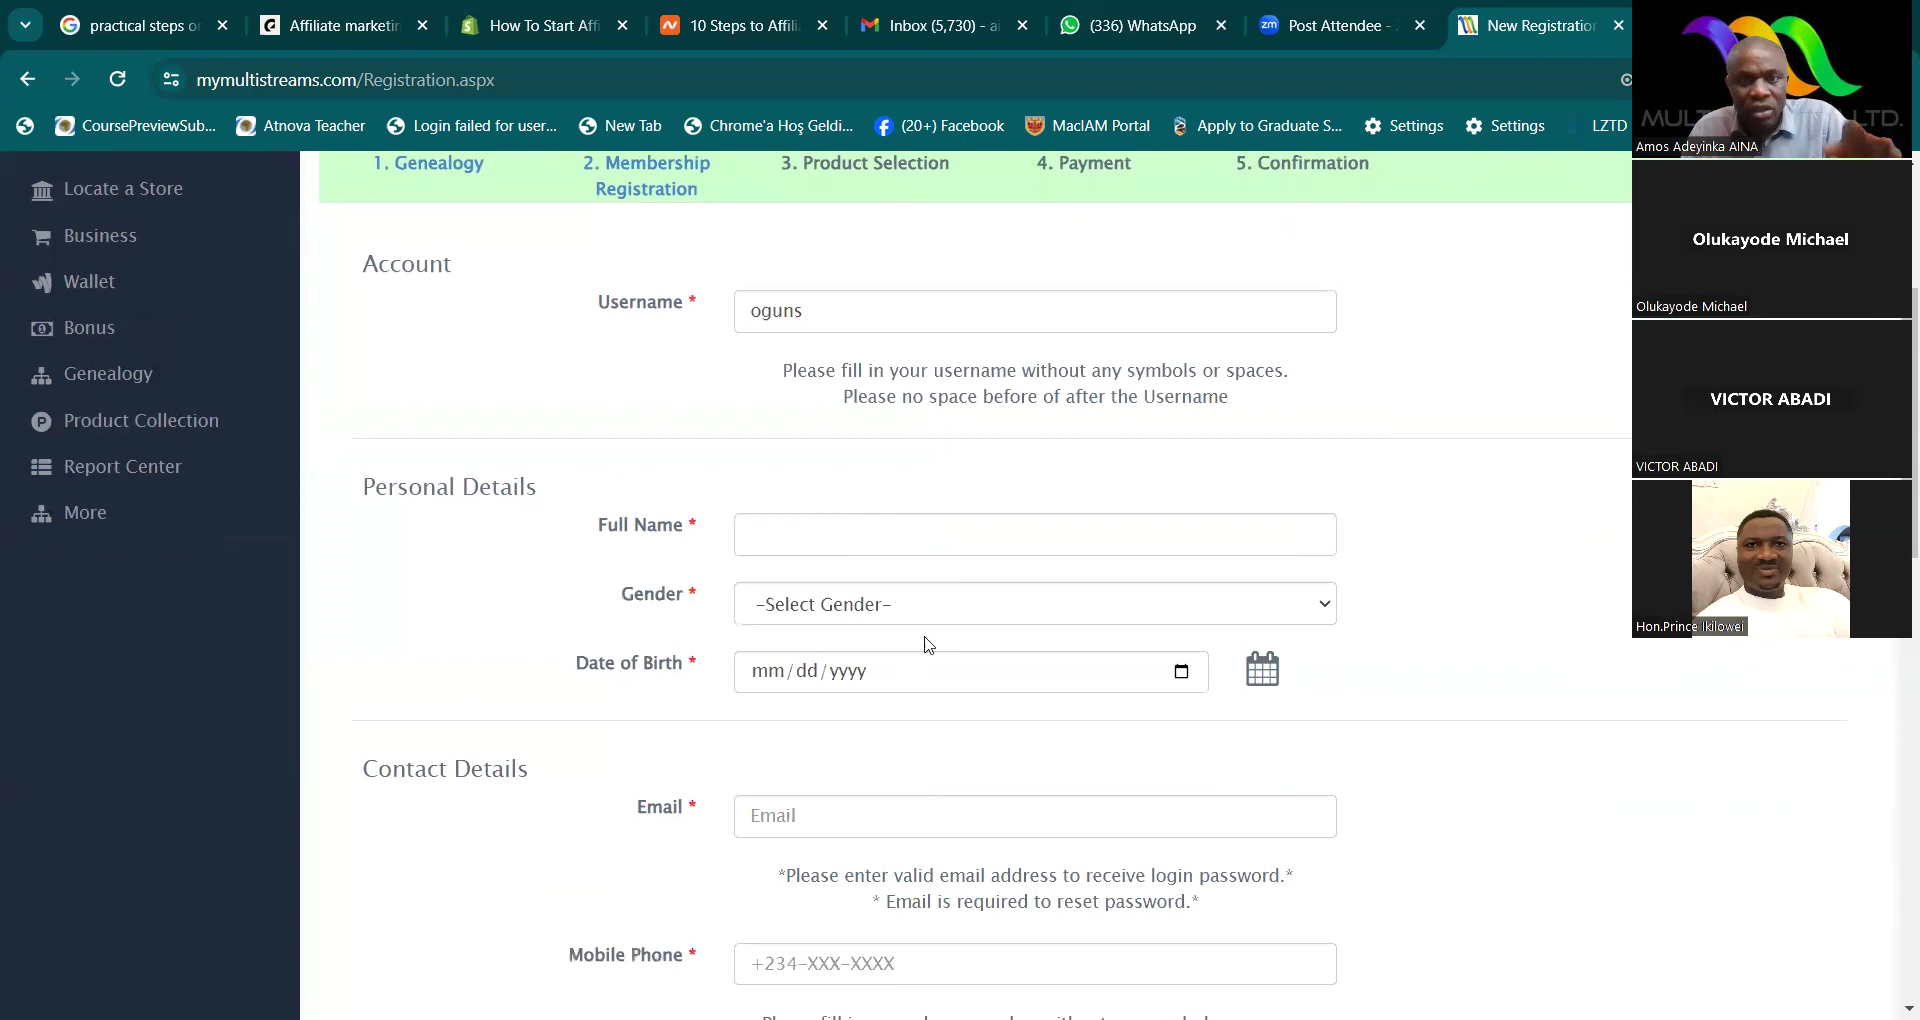 practical steps o
Affiliate marketin
How To Start Affi
10 Steps to Affili
Inbox (5,730) - a
(336) WhatsApp
zm
Post Attendee -
New Registratio
mymultistreams.com/Registration.aspx
CoursePreviewSub...
Atnova Teacher
Login failed for user...
New Tab
Chrome'a Hoş Geldi...
(20+) Facebook
MacIAM Portal
Apply to Graduate S...
Settings
Settings
LZTD
Locate a Store
Business
Wallet
Bonus
Genealogy
Product Collection
Report Center
More
1. Genealogy
2. Membership
Registration
3. Product Selection
4. Payment
5. Confirmation
Account
Username *
oguns
Please fill in your username without any symbols or spaces.
Please no space before of after the Username
Personal Details
Full Name *
Gender *
-Select Gender-
Date of Birth *
mm/dd/yyyy
Contact Details
Email *
Email
*Please enter valid email address to receive login password.*
* Email is required to reset password.*
Mobile Phone *
+234-XXX-XXXX
LTD.
Amos Adeyinka AINA
Olukayode Michael
Olukayode Michael
VICTOR ABADI
VICTOR ABADI
Hon.Prince Ikilowei